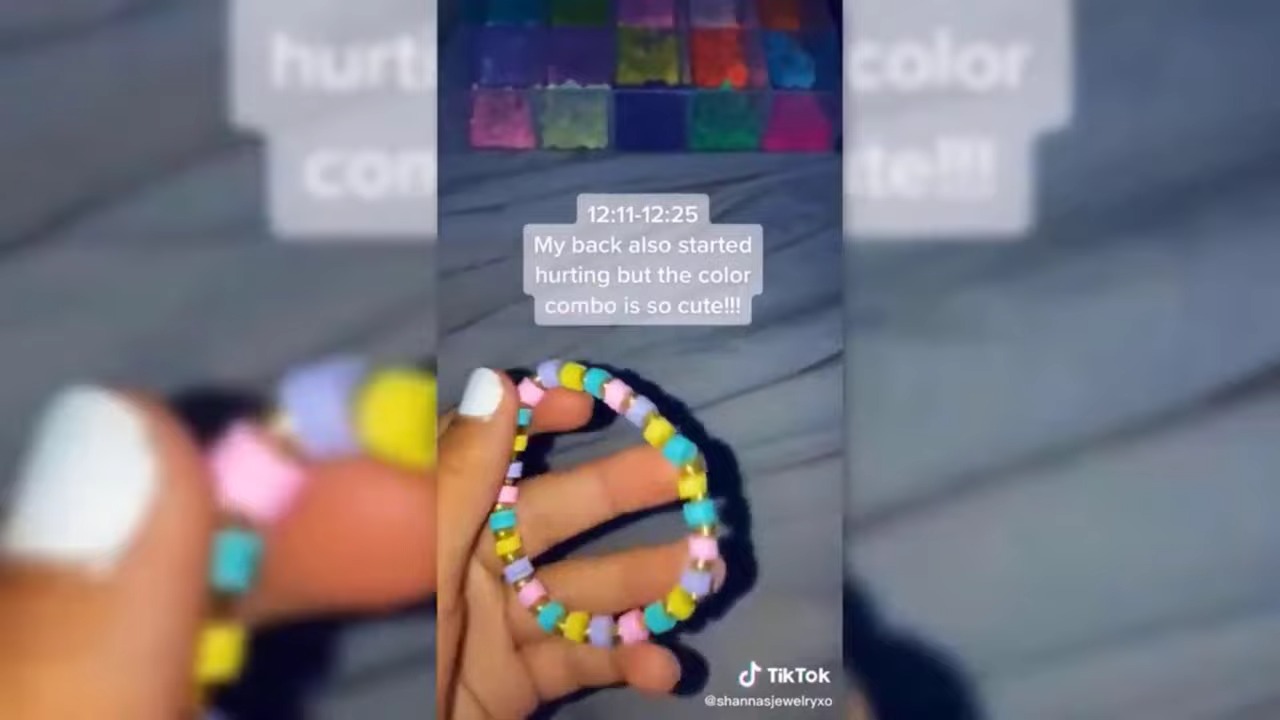 12:11-12:25
My back also started
hurting but the color
combo is so cute!!!
TikTok
@shannasjewelryxo